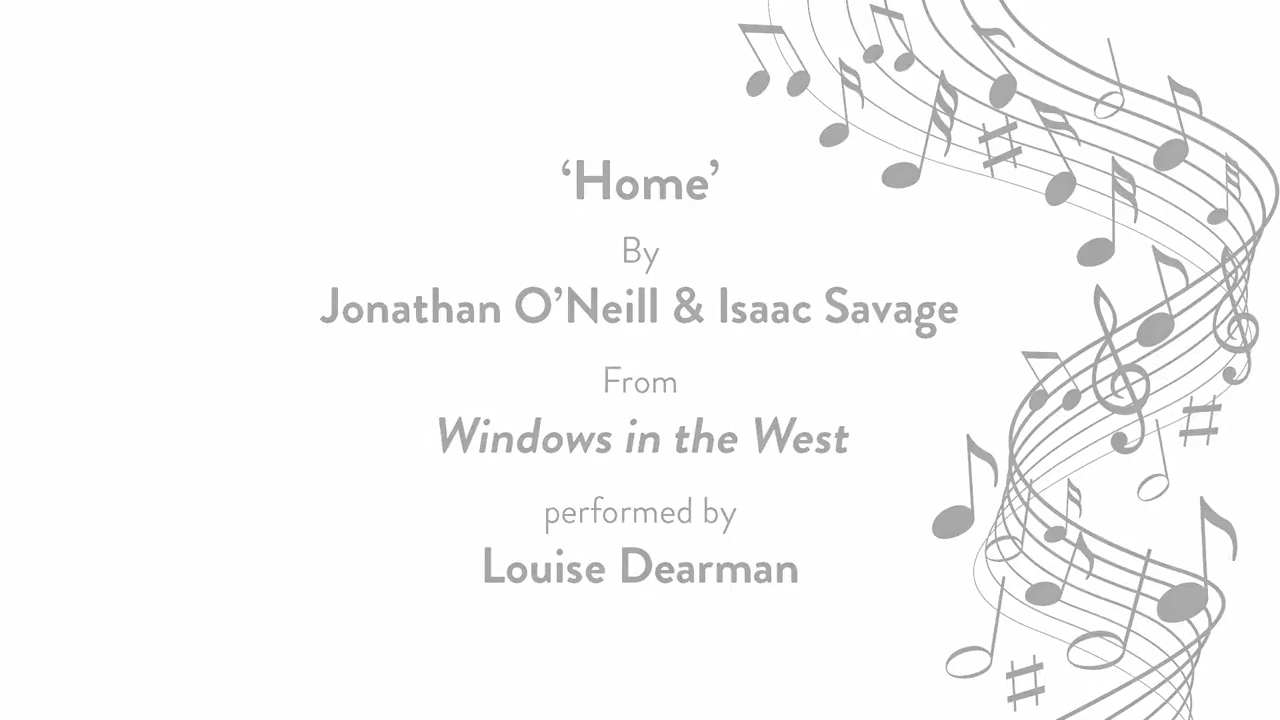 ‘Home’
By
Jonathan O’Neill & Isaac Savage
From
Windows in the West
performed by
Louise Dearman